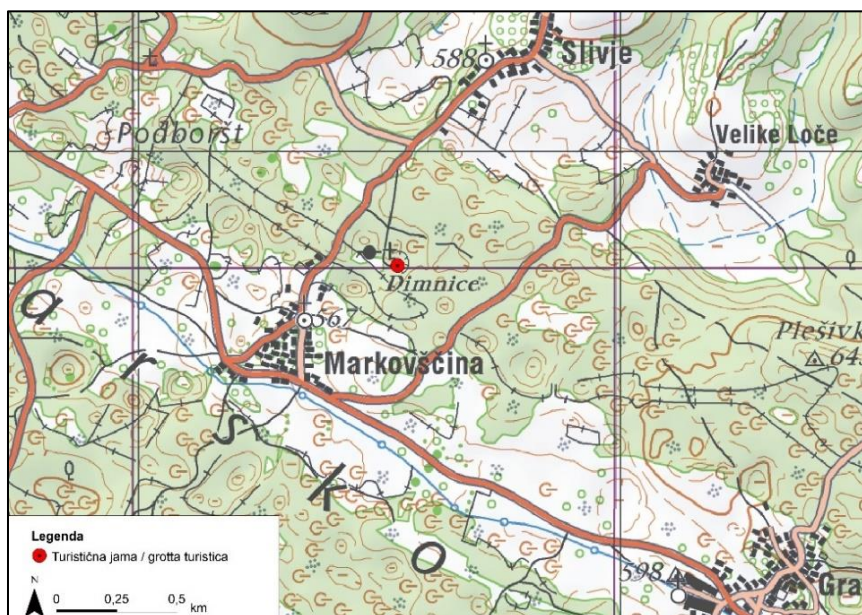 588
Slivje
Podboršt
Velike Loče
Dimnice
567
Plešivk
64
Markovščina
a r s k o
598
Gra
Legenda
Turistična jama / grotta turistica
N
0 0,25 0,5
km